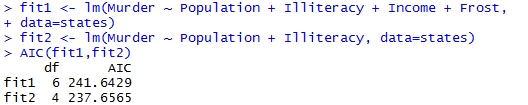 > fit1 <- lm(Murder ~ Population + Illiteracy + Income + Frost,
+ data=states)
> fit2 <- lm(Murder ~ Population + Illiteracy, data=states)
> AIC(fit1,fit2)
     df      AIC
fit1  6 241.6429
fit2  4 237.6565